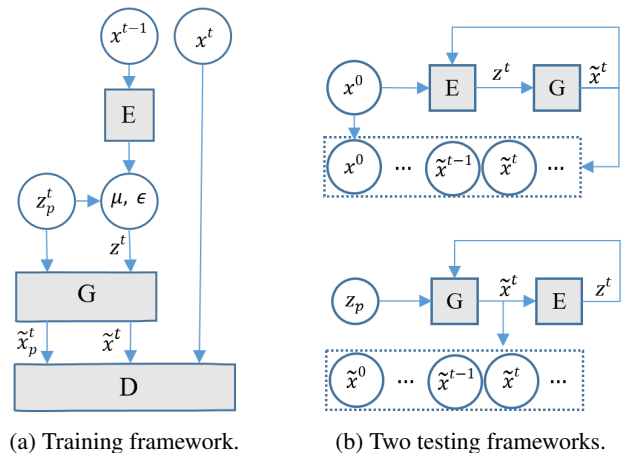 x^{t-1} x^t
E
z_p^t μ, ϵ
z^t
G
x̃_p^t x̃^t
D
(a) Training framework.
x^0 E z^t G x̃^t
x^0 ... x̃^{t-1} x̃^t ...
z_p G x̃^t E z^t
x̃^0 ... x̃^{t-1} x̃^t ...
(b) Two testing frameworks.